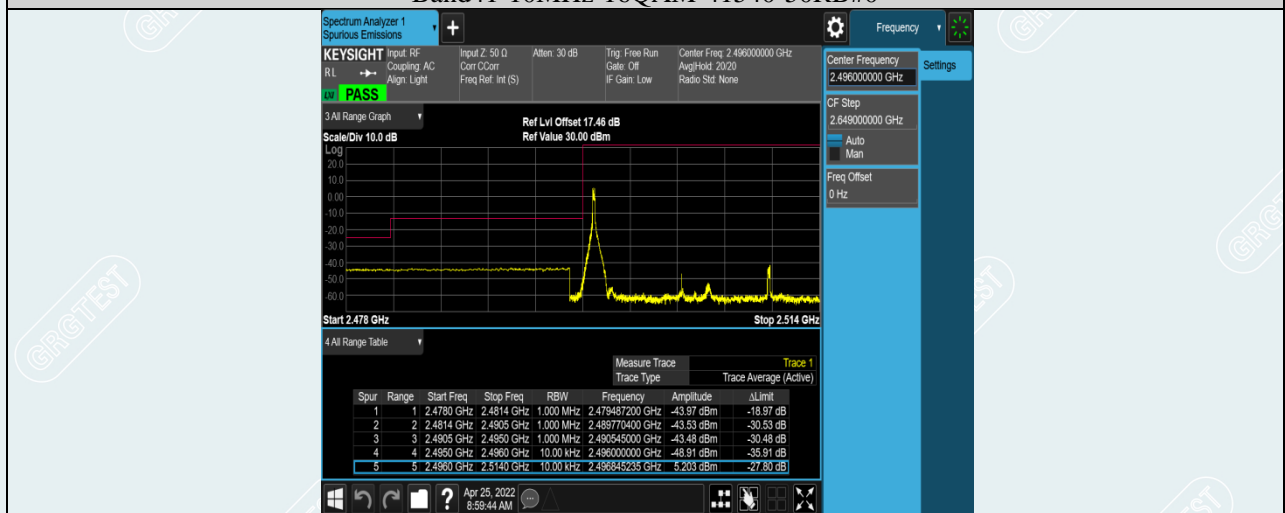 Spectrum Analyzer 1
Spurious Emissions
+
Frequency
KEYSIGHT
RL
PASS
Input: RF
Coupling: AC
Align: Light
Input Z: 50 Ω
Corr CCorr
Freq Ref: Int (S)
Atten: 30 dB
Trig: Free Run
Gate: Off
IF Gain: Low
Center Freq: 2.496000000 GHz
Avg|Hold: 20/20
Radio Std: None
Center Frequency
2.496000000 GHz
Settings
CF Step
2.649000000 GHz
Auto
Man
Freq Offset
0 Hz
3 All Range Graph
Scale/Div 10.0 dB
Ref Lvl Offset 17.46 dB
Ref Value 30.00 dBm
Log
20.0
10.0
0.00
-10.0
-20.0
-30.0
-40.0
-50.0
-60.0
Start 2.478 GHz
Stop 2.514 GHz
4 All Range Table
Measure Trace Trace 1
Trace Type Trace Average (Active)
Spur Range Start Freq Stop Freq RBW Frequency Amplitude ΔLimit
1 1 2.4780 GHz 2.4814 GHz 1.000 MHz 2.479487200 GHz -43.97 dBm -18.97 dB
2 2 2.4814 GHz 2.4905 GHz 1.000 MHz 2.489770400 GHz -43.53 dBm -30.53 dB
3 3 2.4905 GHz 2.4950 GHz 1.000 MHz 2.490545000 GHz -43.48 dBm -30.48 dB
4 4 2.4950 GHz 2.4960 GHz 10.00 kHz 2.496000000 GHz -48.91 dBm -35.91 dB
5 5 2.4960 GHz 2.5140 GHz 10.00 kHz 2.496845235 GHz 5.203 dBm -27.80 dB
?
Apr 25, 2022
8:59:44 AM
GRGTEST
GRGTEST